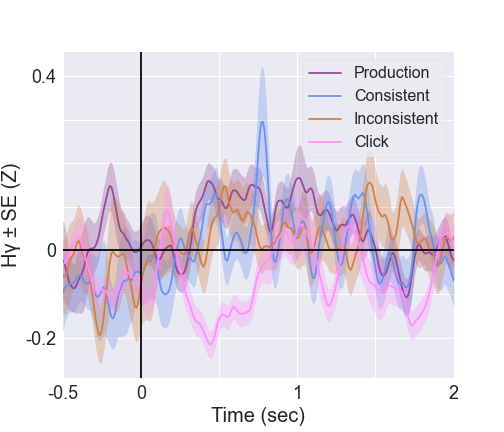 Production
Consistent
Inconsistent
Click
0.4
0
-0.2
Hγ ± SE (Z)
-0.5
0
1
2
Time (sec)